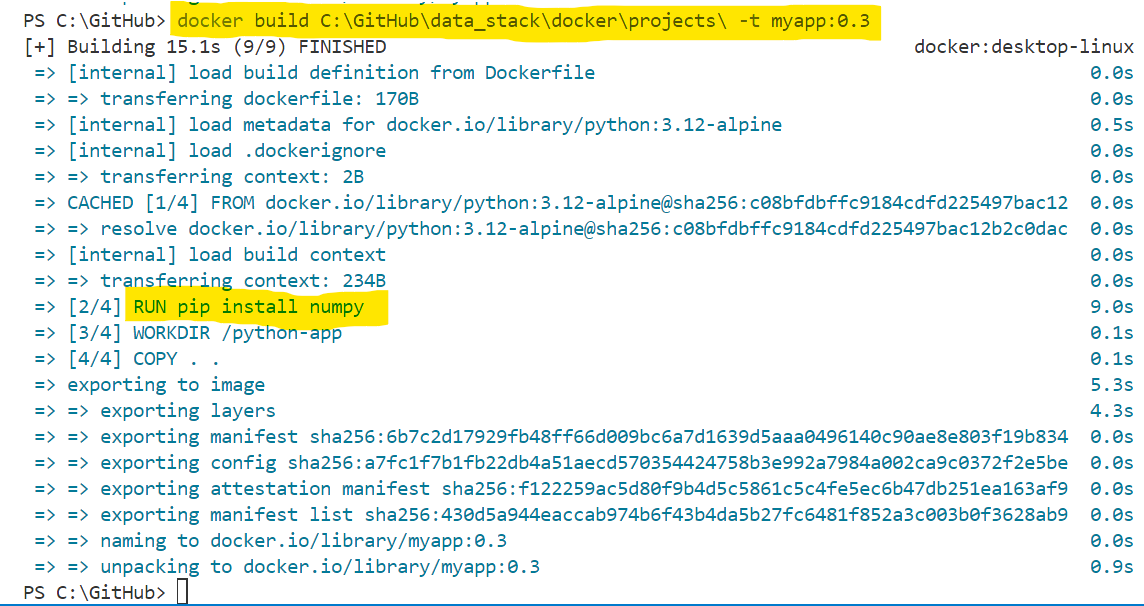 PS C:\GitHub> docker build C:\GitHub\data_stack\docker\projects\ -t myapp:0.3
[+] Building 15.1s (9/9) FINISHED docker:desktop-linux
=> [internal] load build definition from Dockerfile 0.0s
=> => transferring dockerfile: 170B 0.0s
=> [internal] load metadata for docker.io/library/python:3.12-alpine 0.5s
=> [internal] load .dockerignore 0.0s
=> => transferring context: 2B 0.0s
=> CACHED [1/4] FROM docker.io/library/python:3.12-alpine@sha256:c08bfdbffc9184cdfd225497bac12 0.0s
=> => resolve docker.io/library/python:3.12-alpine@sha256:c08bfdbffc9184cdfd225497bac12b2c0dac 0.0s
=> [internal] load build context 0.0s
=> => transferring context: 234B 0.0s
=> [2/4] RUN pip install numpy 9.0s
=> [3/4] WORKDIR /python-app 0.1s
=> [4/4] COPY . . 0.1s
=> exporting to image 5.3s
=> => exporting layers 4.3s
=> => exporting manifest sha256:6b7c2d17929fb48ff66d009bc6a7d1639d5aaa0496140c90ae8e803f19b834 0.0s
=> => exporting config sha256:a7fc1f7b1fb22db4a51aecd570354424758b3e992a7984a002ca9c0372f2e5be 0.0s
=> => exporting attestation manifest sha256:f122259ac5d80f9b4d5c5861c5c4fe5ec6b47db251ea163af9 0.0s
=> => exporting manifest list sha256:430d5a944eaccab974b6f43b4da5b27fc6481f852a3c003b0f3628ab9 0.0s
=> => naming to docker.io/library/myapp:0.3 0.0s
=> => unpacking to docker.io/library/myapp:0.3 0.9s
PS C:\GitHub>